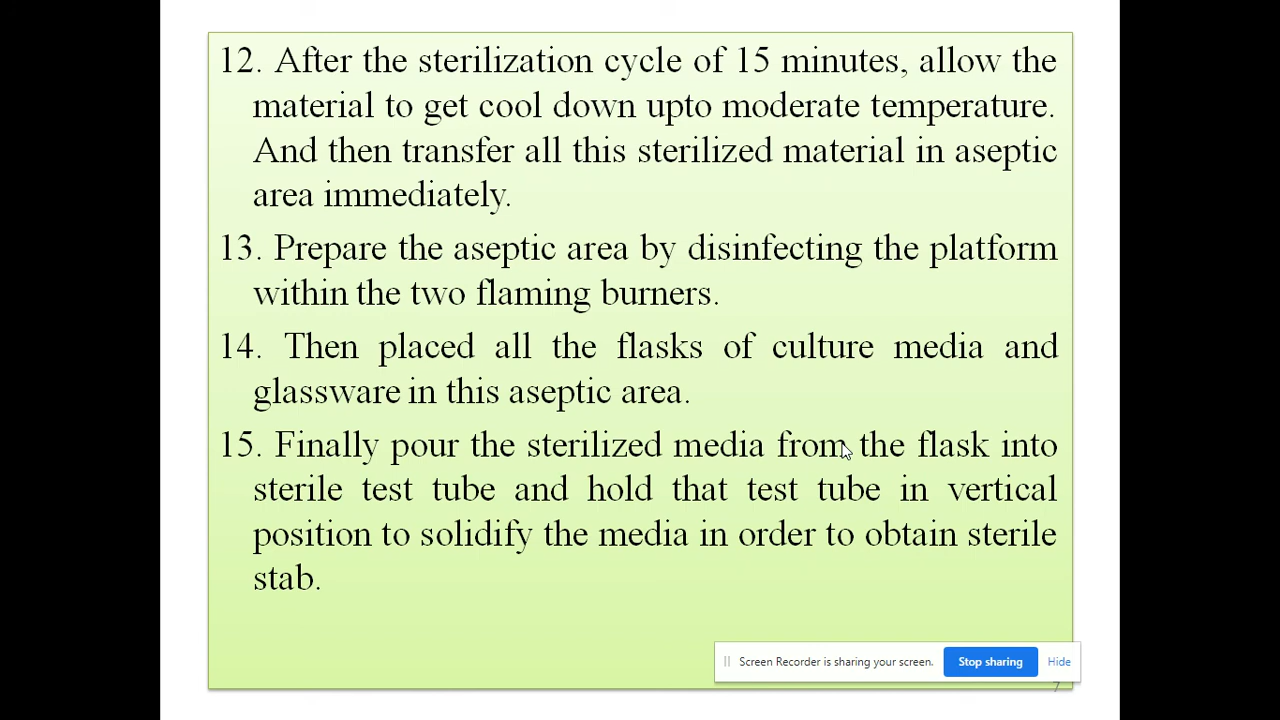 12. After the sterilization cycle of 15 minutes, allow the
material to get cool down upto moderate temperature.
And then transfer all this sterilized material in aseptic
area immediately.
13. Prepare the aseptic area by disinfecting the platform
within the two flaming burners.
14. Then placed all the flasks of culture media and
glassware in this aseptic area.
15. Finally pour the sterilized media from the flask into
sterile test tube and hold that test tube in vertical
position to solidify the media in order to obtain sterile
stab.
Screen Recorder is sharing your screen. Stop sharing Hide
7